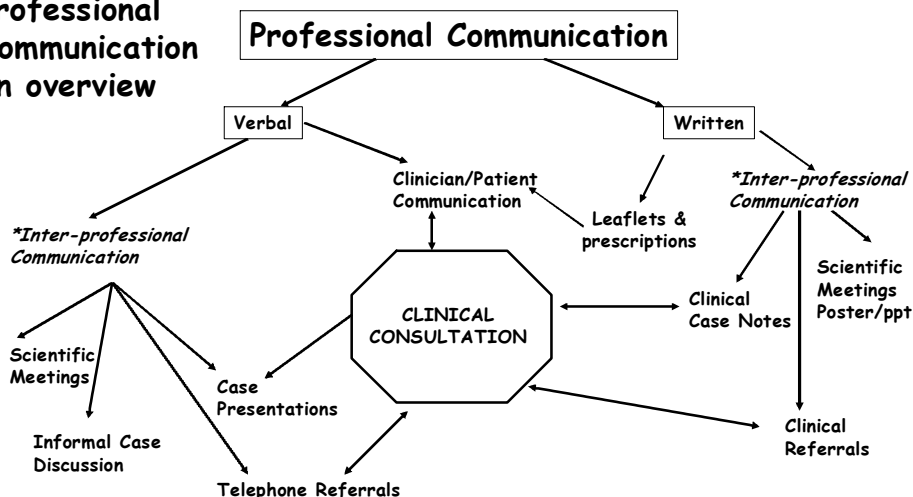 rofessional
ommunication
n overview
Professional Communication
Verbal
Written
Clinician/Patient
Communication
Leaflets &
prescriptions
*Inter-professional
Communication
*Inter-professional
Communication
Scientific
Meetings
Poster/ppt
Clinical
Case Notes
CLINICAL
CONSULTATION
Scientific
Meetings
Case
Presentations
Informal Case
Discussion
Clinical
Referrals
Telephone Referrals